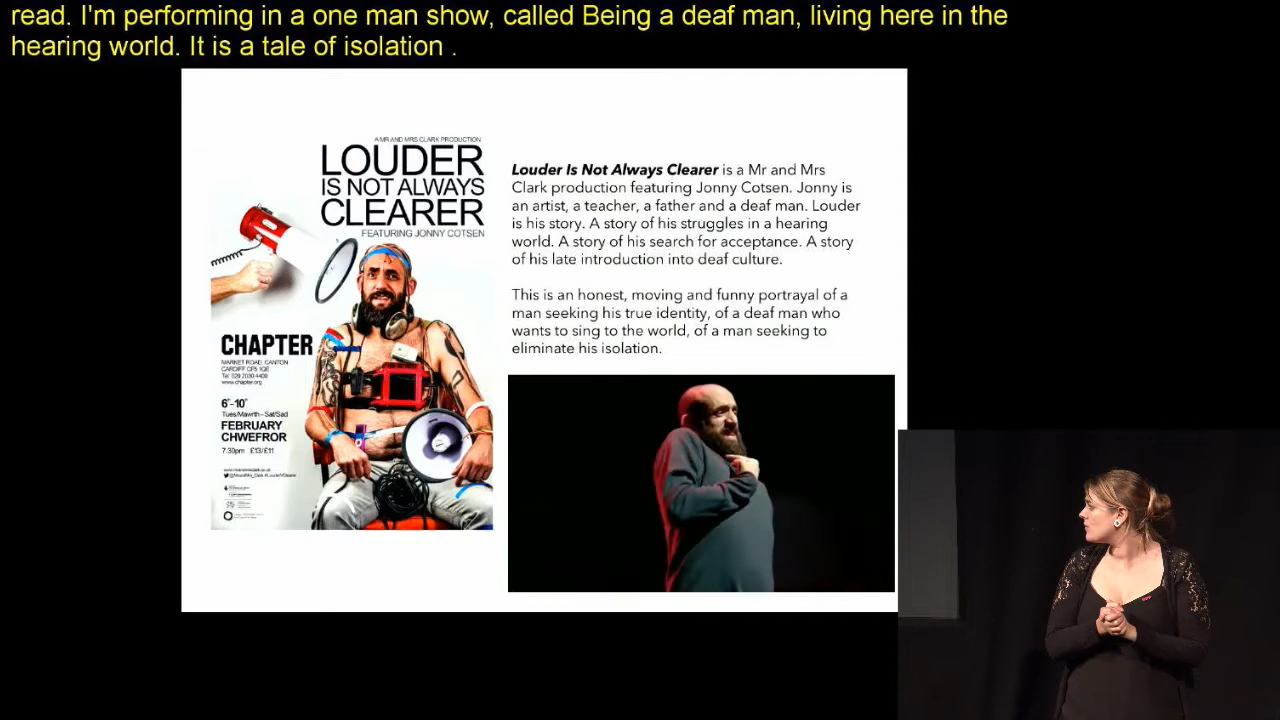 read. I'm performing in a one man show, called Being a deaf man, living here in the
hearing world. It is a tale of isolation .
A MR AND MRS CLARK PRODUCTION
LOUDER
IS NOT ALWAYS
CLEARER
FEATURING JONNY COTSEN
CHAPTER
MARKET ROAD, CANTON
CARDIFF CF5 1QE
Tel: 029 2030 4400
www.chapter.org
6th-10th
Tues/Mawrth-Sat/Sad
FEBRUARY
CHWEFROR
7.30pm £13/£11
Louder Is Not Always Clearer is a Mr and Mrs
Clark production featuring Jonny Cotsen. Jonny is
an artist, a teacher, a father and a deaf man. Louder
is his story. A story of his struggles in a hearing
world. A story of his search for acceptance. A story
of his late introduction into deaf culture.
This is an honest, moving and funny portrayal of a
man seeking his true identity, of a deaf man who
wants to sing to the world, of a man seeking to
eliminate his isolation.